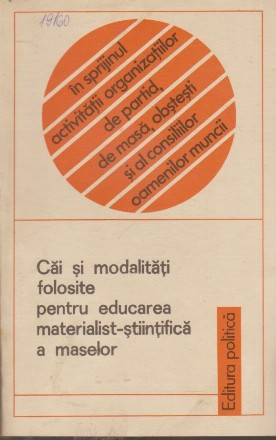 19160
în sprijinul
activității organizațiilor
de partid,
de masă, obștești
și al consiliilor
oamenilor muncii
Căi și modalități
folosite
pentru educarea
materialist-științifică
a maselor
Editura politică